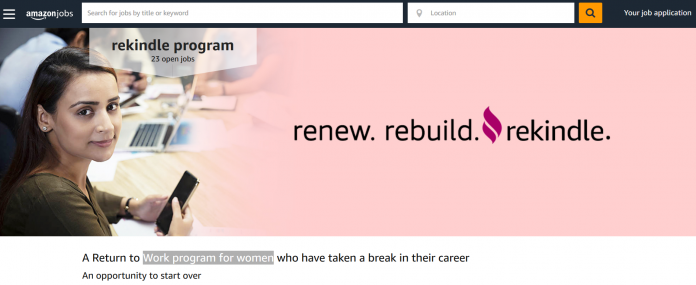 amazonjobs
Search for jobs by title or keyword
Location
Your job application
rekindle program
23 open jobs
renew. rebuild. rekindle.
A Return to Work program for women who have taken a break in their career
An opportunity to start over